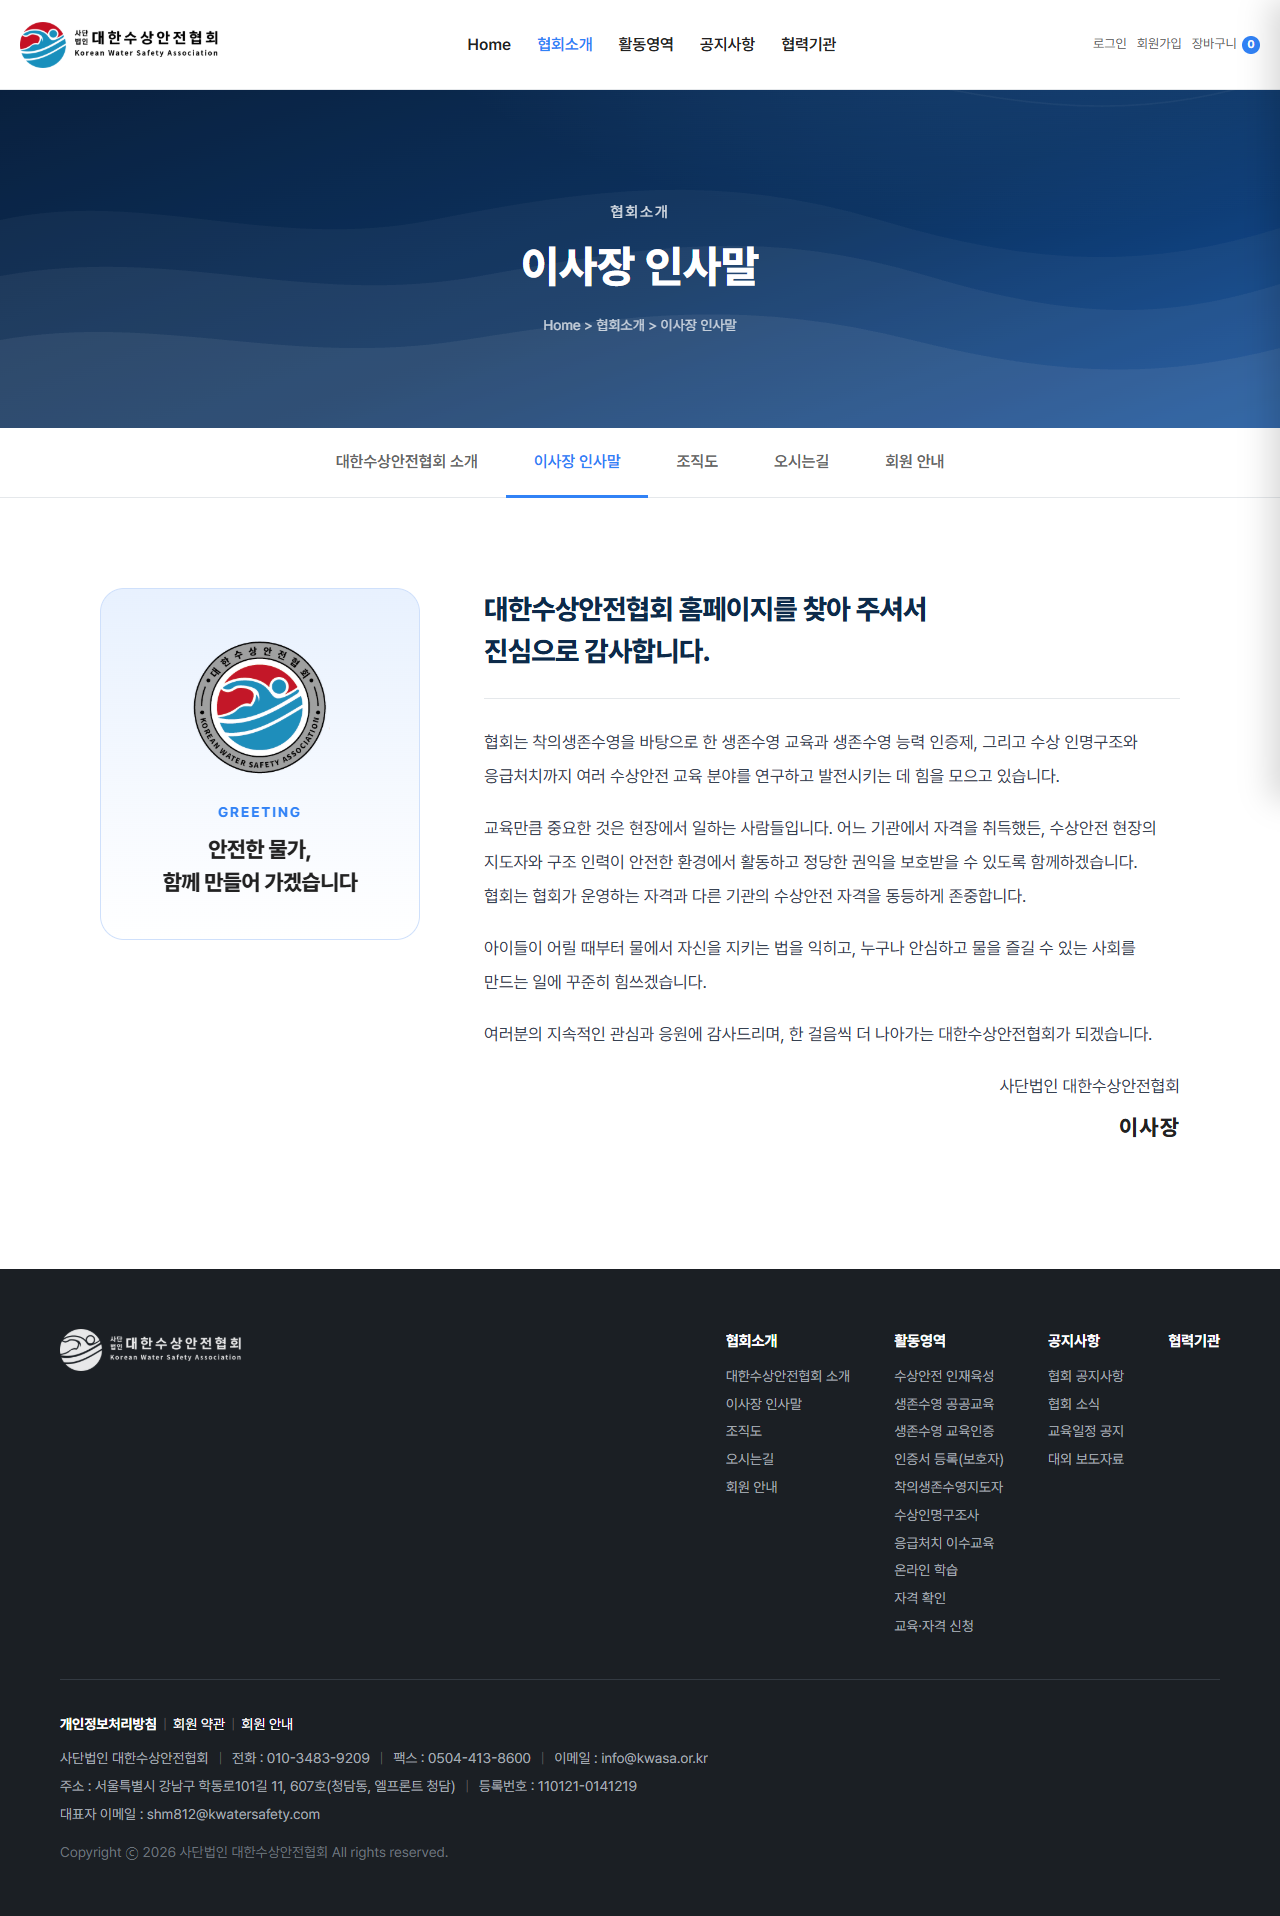 사단법인 대한수상안전협회
Korean Water Safety Association
Home 협회소개 활동영역 공지사항 협력기관
로그인 회원가입 장바구니 0
협회소개
이사장 인사말
Home > 협회소개 > 이사장 인사말
대한수상안전협회 소개 이사장 인사말 조직도 오시는길 회원 안내
대한수상안전협회
KOREAN WATER SAFETY ASSOCIATION
GREETING
안전한 물가,
함께 만들어 가겠습니다
대한수상안전협회 홈페이지를 찾아 주셔서
진심으로 감사합니다.
협회는 착의생존수영을 바탕으로 한 생존수영 교육과 생존수영 능력 인증제, 그리고 수상 인명구조와
응급처치까지 여러 수상안전 교육 분야를 연구하고 발전시키는 데 힘을 모으고 있습니다.
교육만큼 중요한 것은 현장에서 일하는 사람들입니다. 어느 기관에서 자격을 취득했든, 수상안전 현장의
지도자와 구조 인력이 안전한 환경에서 활동하고 정당한 권익을 보호받을 수 있도록 함께하겠습니다.
협회는 협회가 운영하는 자격과 다른 기관의 수상안전 자격을 동등하게 존중합니다.
아이들이 어릴 때부터 물에서 자신을 지키는 법을 익히고, 누구나 안심하고 물을 즐길 수 있는 사회를
만드는 일에 꾸준히 힘쓰겠습니다.
여러분의 지속적인 관심과 응원에 감사드리며, 한 걸음씩 더 나아가는 대한수상안전협회가 되겠습니다.
사단법인 대한수상안전협회
이사장
사단법인 대한수상안전협회
Korean Water Safety Association
협회소개
대한수상안전협회 소개
이사장 인사말
조직도
오시는길
회원 안내
활동영역
수상안전 인재육성
생존수영 공공교육
생존수영 교육인증
인증서 등록(보호자)
착의생존수영지도자
수상인명구조사
응급처치 이수교육
온라인 학습
자격 확인
교육·자격 신청
공지사항
협회 공지사항
협회 소식
교육일정 공지
대외 보도자료
협력기관
개인정보처리방침 | 회원 약관 | 회원 안내
사단법인 대한수상안전협회 | 전화 : 010-3483-9209 | 팩스 : 0504-413-8600 | 이메일 : info@kwasa.or.kr
주소 : 서울특별시 강남구 학동로101길 11, 607호(청담동, 엘프론트 청담) | 등록번호 : 110121-0141219
대표자 이메일 : shm812@kwatersafety.com
Copyright ⓒ 2026 사단법인 대한수상안전협회 All rights reserved.